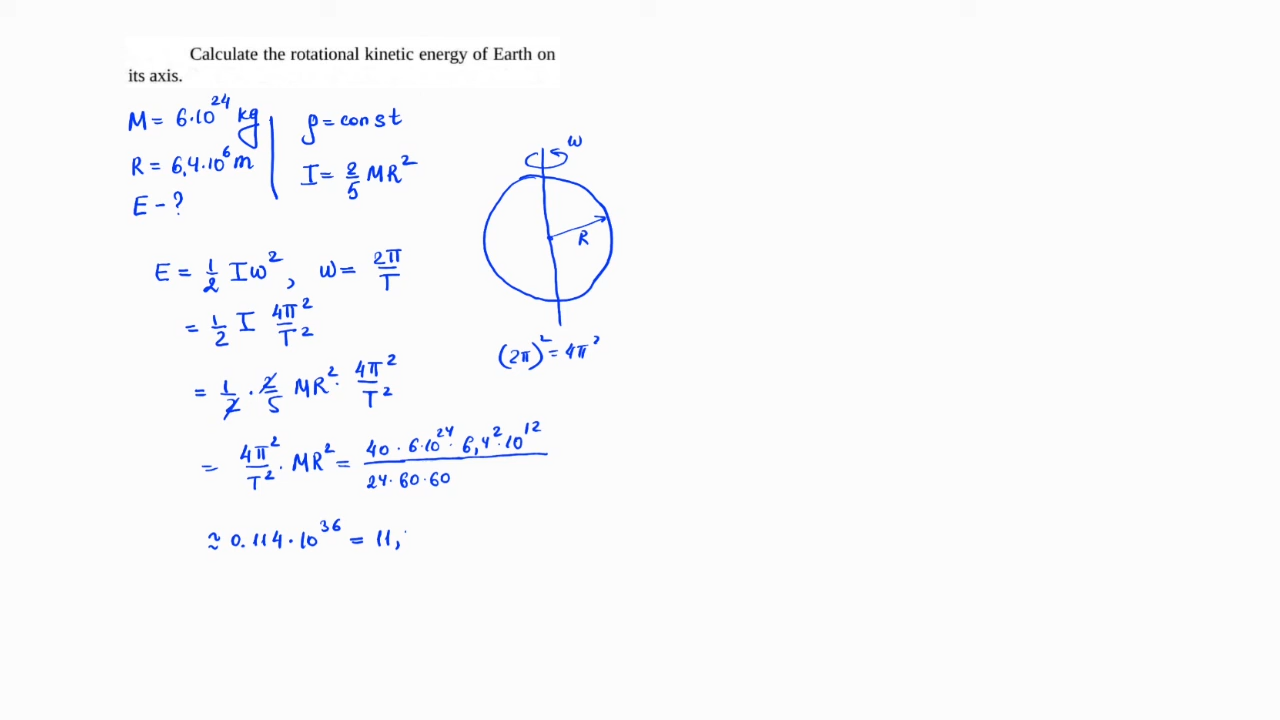 Calculate the rotational kinetic energy of Earth on
its axis.
M = 6·10^24 kg
R = 6,4·10^6 m
E - ?
ρ = const
I = 2/5 MR^2
ω
R
E = 1/2 Iω^2, ω = 2π/T
= 1/2 I 4π^2/T^2
(2π)^2 = 4π^2
= 1/2 · 2/5 MR^2 · 4π^2/T^2
= 4π^2/T^2 · MR^2 = 40 · 6·10^24 · 6,4^2 · 10^12 / 24·60·60
≈ 0.114·10^36 = 11,